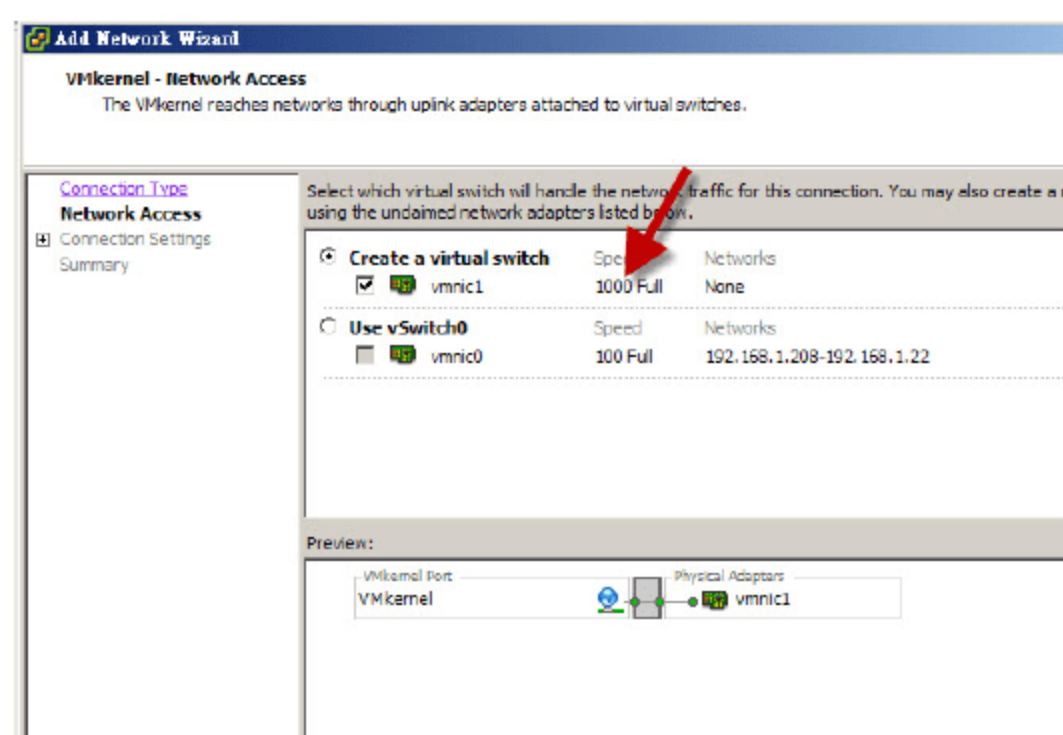 Add Network Wizard
VMkernel - Network Access
The VMkernel reaches networks through uplink adapters attached to virtual switches.
Connection Type
Network Access
Connection Settings
Summary
Select which virtual switch will handle the network traffic for this connection. You may also create a
using the unclaimed network adapters listed below.
Create a virtual switch Speed Networks
vmnic1 1000 Full None
Use vSwitch0 Speed Networks
vmnic0 100 Full 192.168.1.208-192.168.1.22
Preview:
VMkernel Port Physical Adapters
VMkernel vmnic1